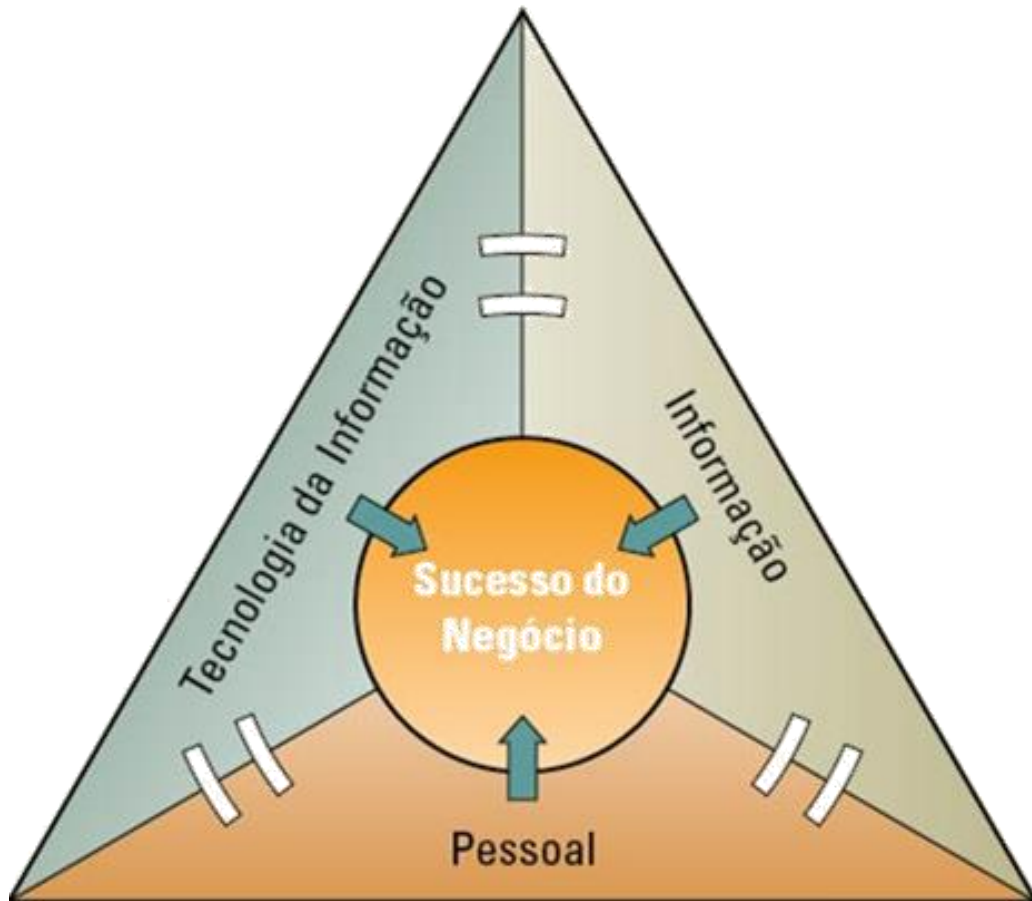 Tecnologia da Informação
Informação
Sucesso do
Negócio
Pessoal